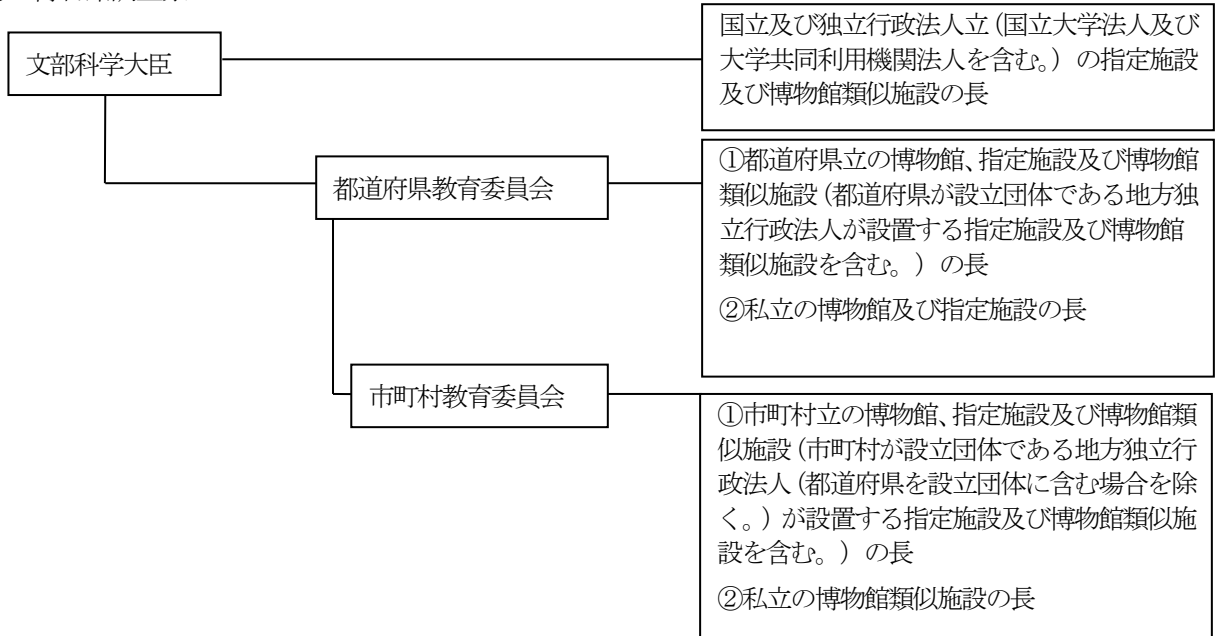 文部科学大臣
国立及び独立行政法人立(国立大学法人及び
大学共同利用機関法人を含む。)の指定施設
及び博物館類似施設の長
都道府県教育委員会
①都道府県立の博物館、指定施設及び博物館
類似施設(都道府県が設立団体である地方独
立行政法人が設置する指定施設及び博物館
類似施設を含む。)の長
②私立の博物館及び指定施設の長
市町村教育委員会
①市町村立の博物館、指定施設及び博物館類
似施設(市町村が設立団体である地方独立行
政法人(都道府県を設立団体に含む場合を除
く。)が設置する指定施設及び博物館類似施
設を含む。)の長
②私立の博物館類似施設の長